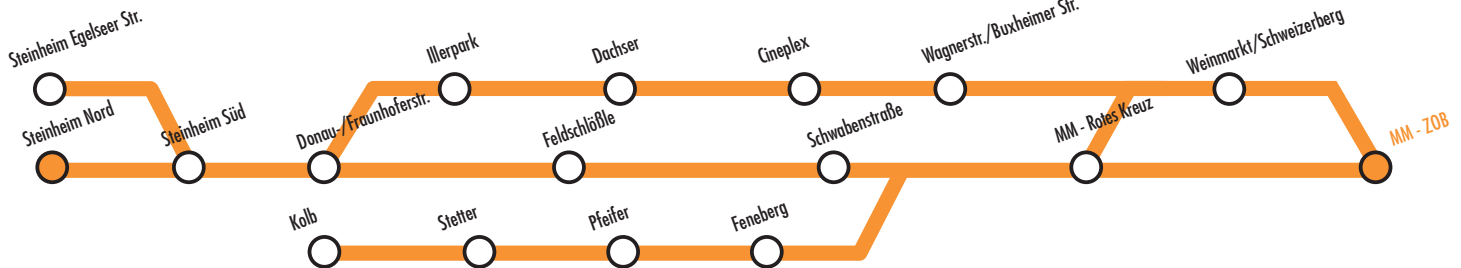 Steinheim Egelseer Str.
Illerpark
Dachser
Cineplex
Wagnerstr./Buxheimer Str.
Weinmarkt/Schweizerberg
Steinheim Nord
Steinheim Süd
Donau-/Fraunhoferstr.
Feldschlößle
Schwabenstraße
MM - Rotes Kreuz
MM - ZOB
Kolb
Stetter
Pfeifer
Feneberg